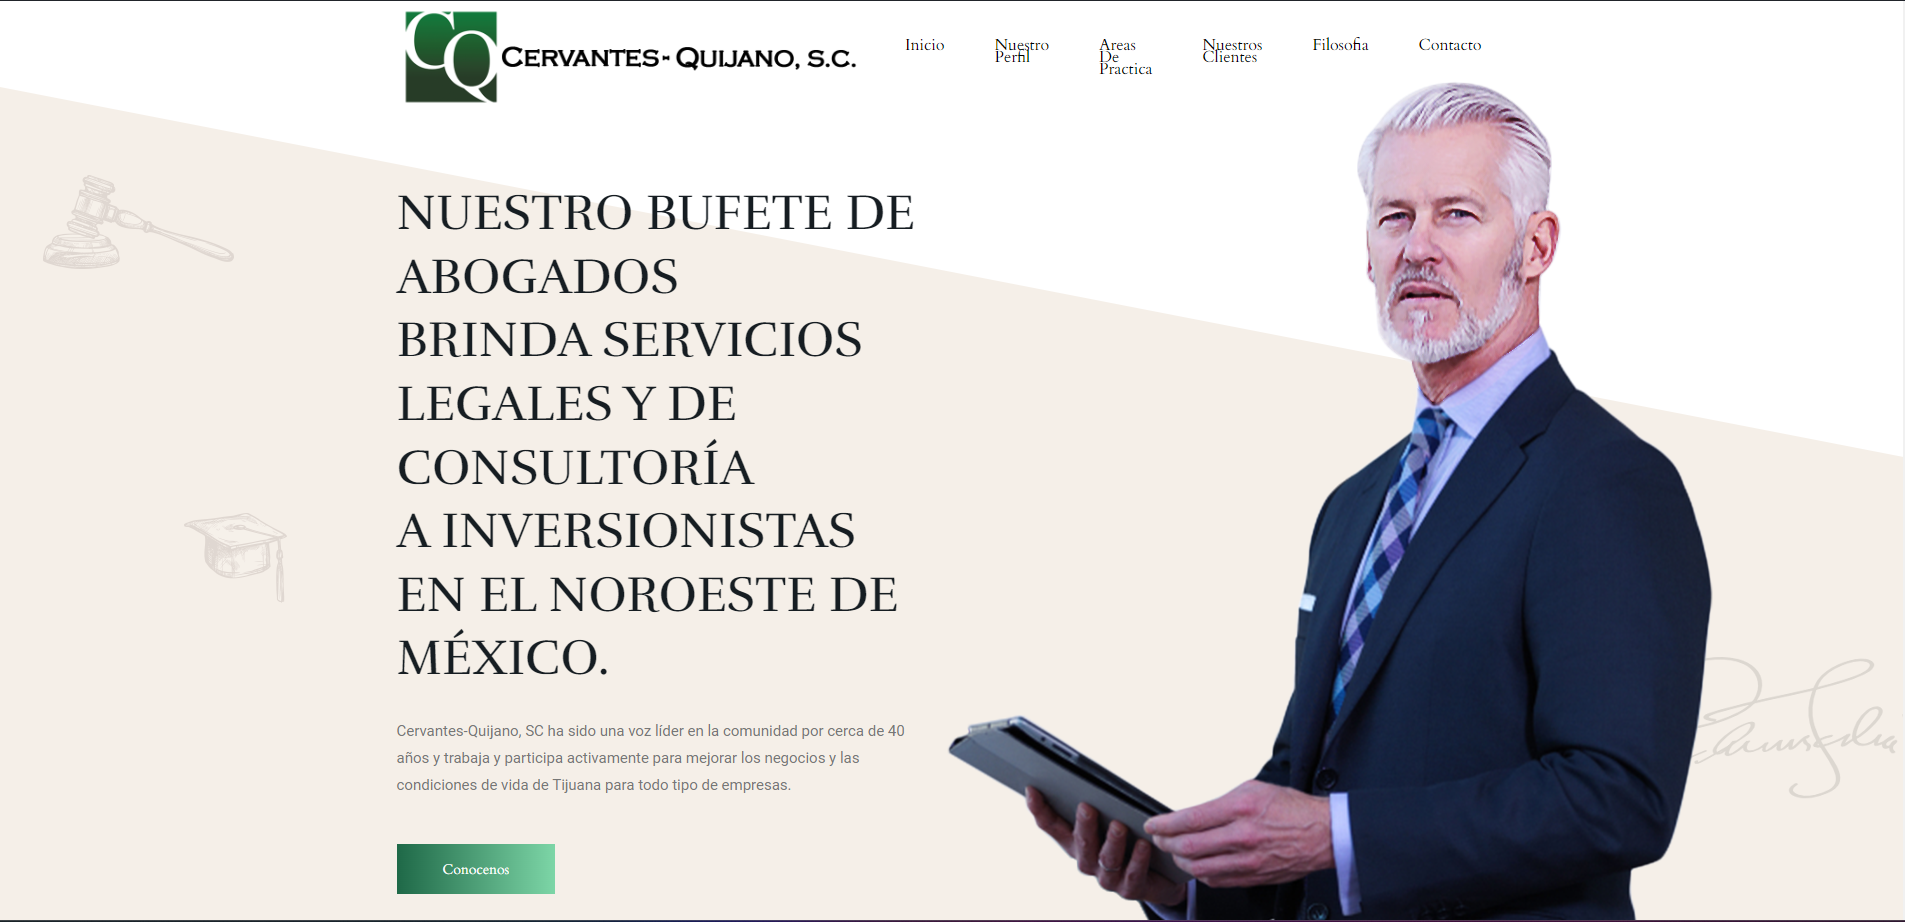 CQ CERVANTES-QUIJANO, S.C.
Inicio
Nuestro
Perfil
Areas
De
Practica
Nuestros
Clientes
Filosofia
Contacto
NUESTRO BUFETE DE
ABOGADOS
BRINDA SERVICIOS
LEGALES Y DE
CONSULTORÍA
A INVERSIONISTAS
EN EL NOROESTE DE
MÉXICO.
Cervantes-Quijano, SC ha sido una voz líder en la comunidad por cerca de 40
años y trabaja y participa activamente para mejorar los negocios y las
condiciones de vida de Tijuana para todo tipo de empresas.
Conocenos